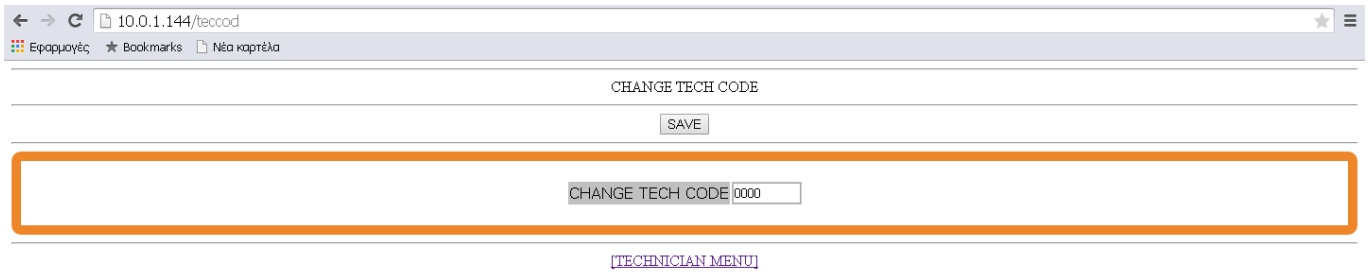 10.0.1.144/teccod
Εφαρμογές Bookmarks Νέα καρτέλα
CHANGE TECH CODE
SAVE
CHANGE TECH CODE 0000
[TECHNICIAN MENU]